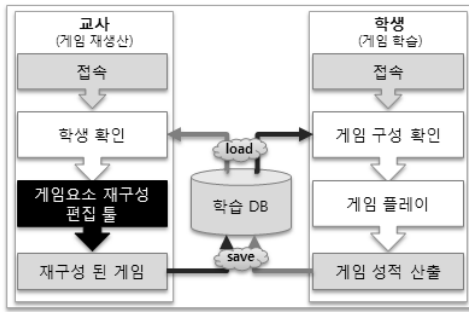 교사
(게임 재생산)
접속
학생 확인
게임요소 재구성
편집 툴
재구성 된 게임
load
학습 DB
save
학생
(게임 학습)
접속
게임 구성 확인
게임 플레이
게임 성적 산출